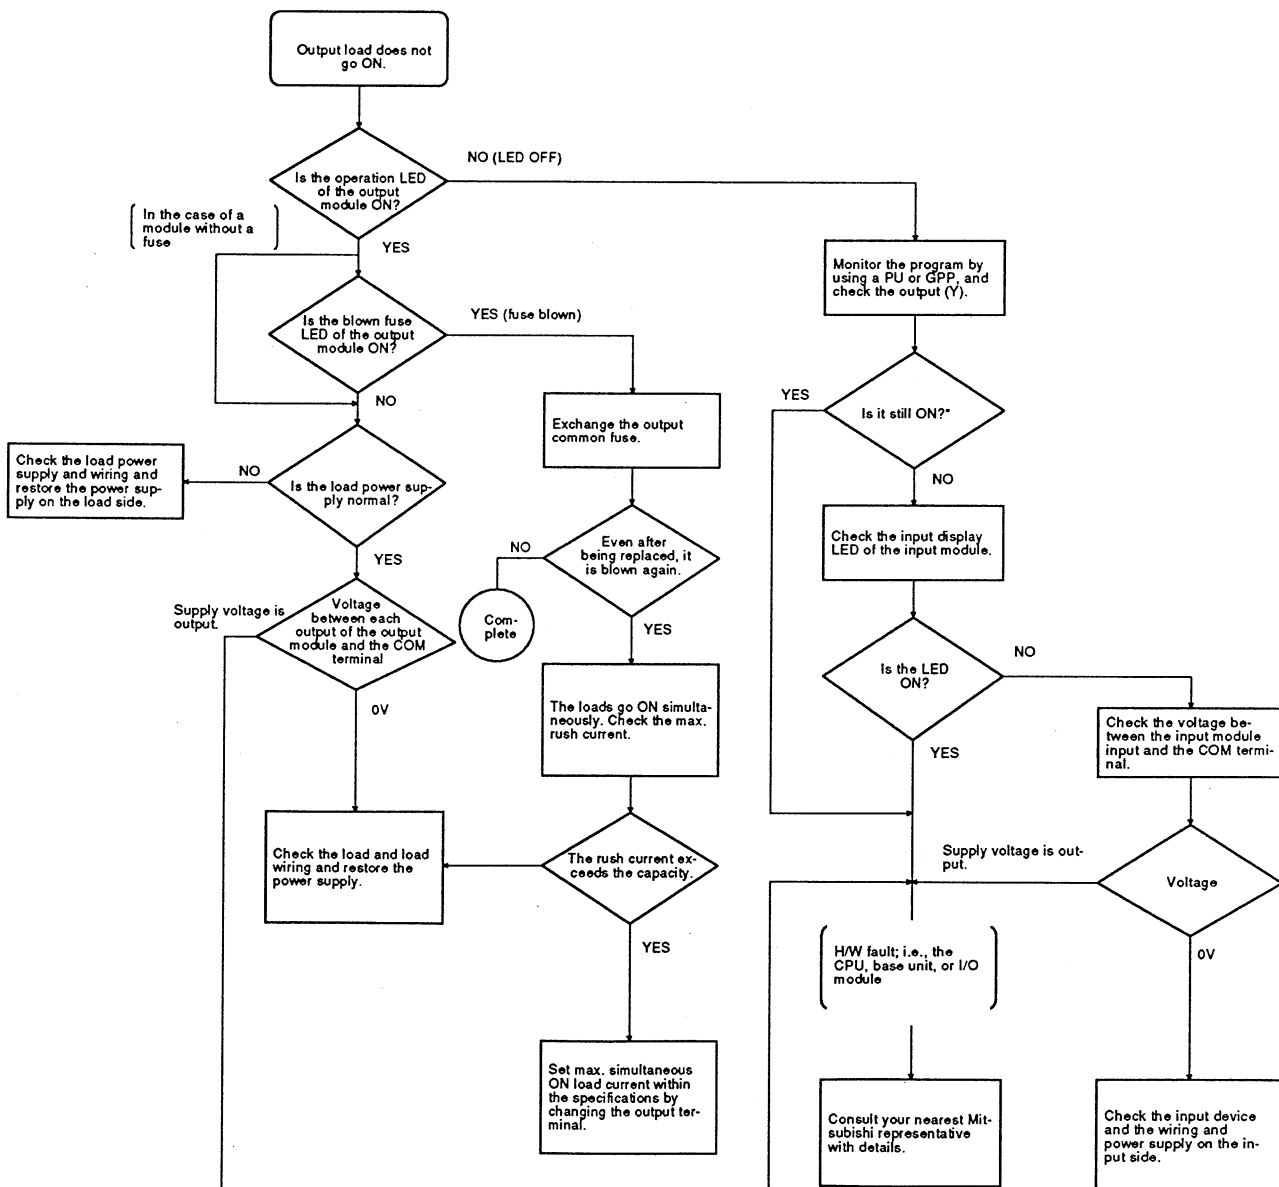 Output load does not
go ON.
Is the operation LED
of the output
module ON?
NO (LED OFF)
In the case of a
module without a
fuse
YES
Is the blown fuse
LED of the output
module ON?
YES (fuse blown)
NO
Is the load power sup-
ply normal?
NO
Check the load power
supply and wiring and
restore the power sup-
ply on the load side.
YES
Voltage
between each
output of the output
module and the COM
terminal
Supply voltage is
output.
0V
Check the load and load
wiring and restore the
power supply.
Exchange the output
common fuse.
Even after
being replaced, it
is blown again.
NO
Com-
plete
YES
The loads go ON simulta-
neously. Check the max.
rush current.
The rush current ex-
ceeds the capacity.
YES
Set max. simultaneous
ON load current within
the specifications by
changing the output ter-
minal.
Monitor the program by
using a PU or GPP, and
check the output (Y).
Is it still ON?*
YES
NO
Check the input display
LED of the input module.
Is the LED
ON?
NO
YES
Check the voltage be-
tween the input module
input and the COM termi-
nal.
Voltage
Supply voltage is out-
put.
0V
H/W fault; i.e., the
CPU, base unit, or I/O
module
Consult your nearest Mit-
subishi representative
with details.
Check the input device
and the wiring and
power supply on the in-
put side.